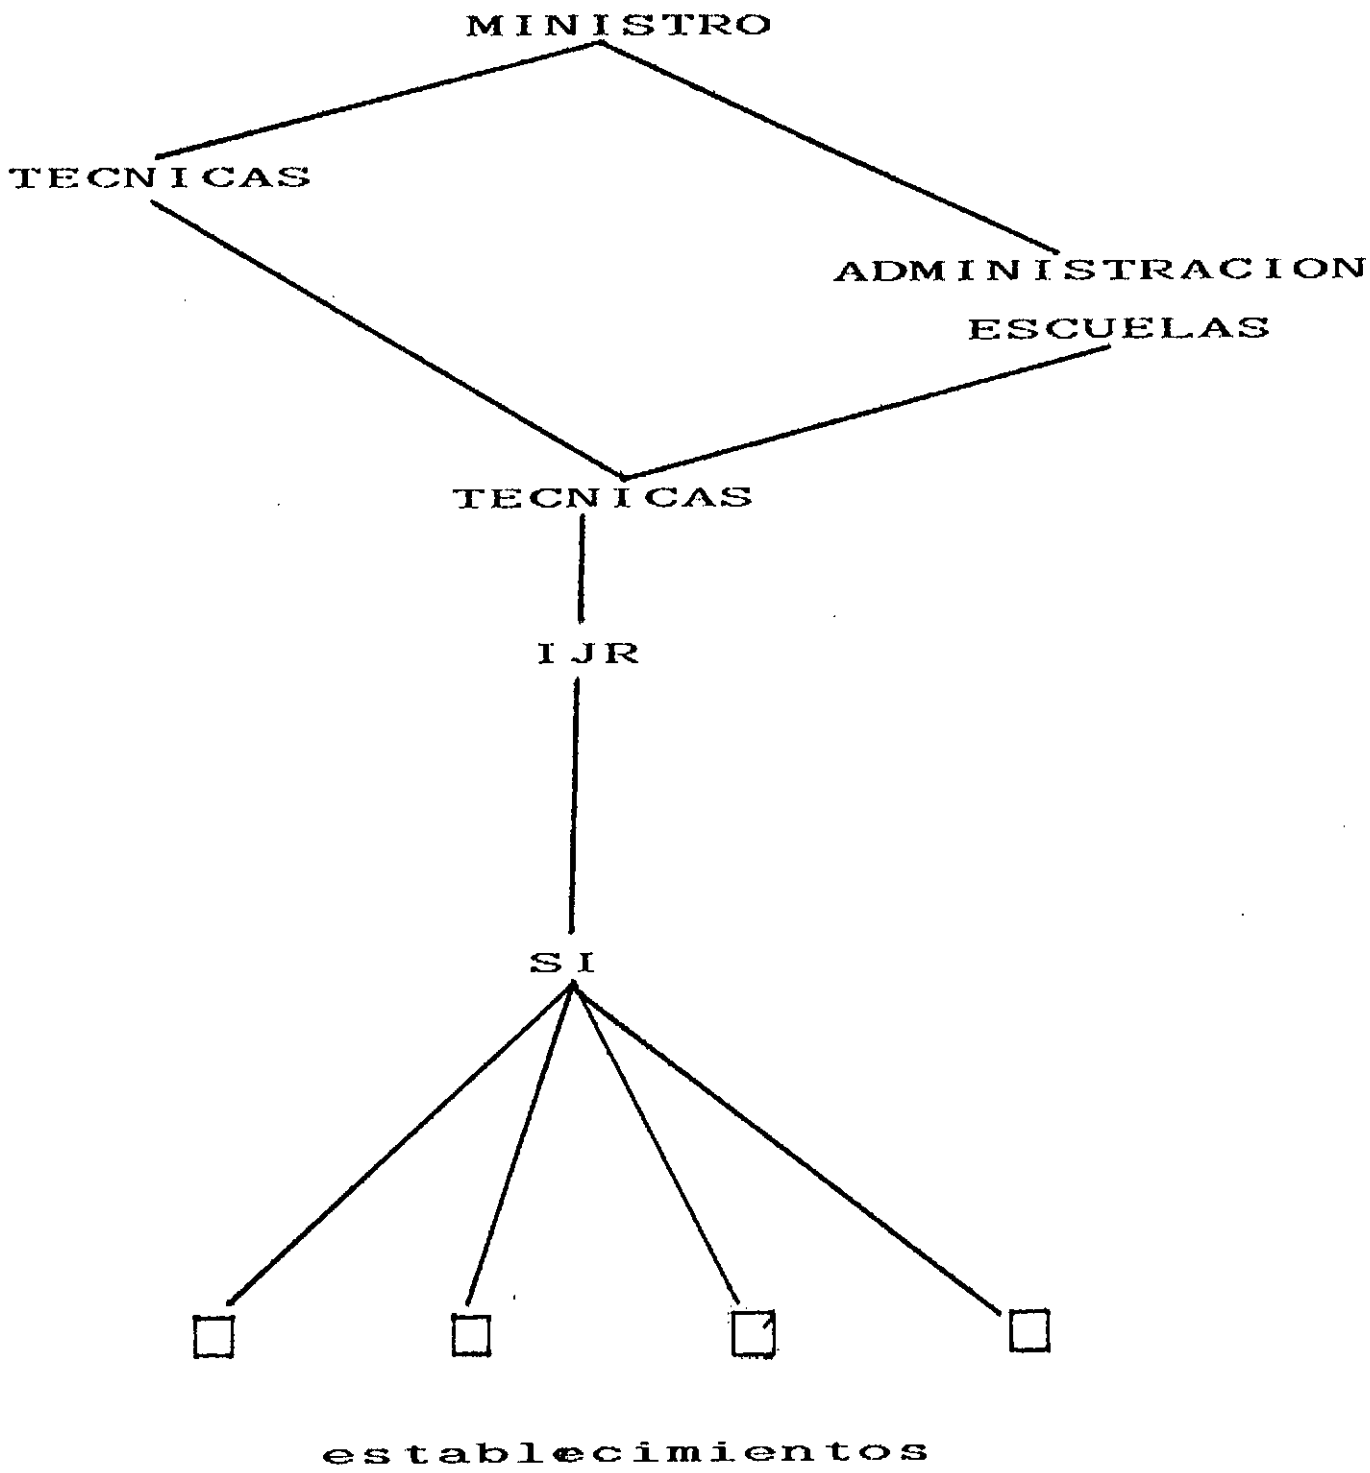 MINISTRO
TECNICAS
ADMINISTRACION
ESCUELAS
TECNICAS
IJR
SI
establecimientos